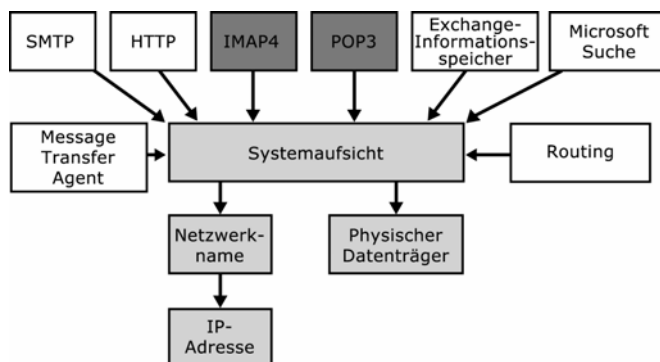 SMTP
HTTP
IMAP4
POP3
Exchange-
Informations-
speicher
Microsoft
Suche
Message
Transfer
Agent
Systemaufsicht
Routing
Netzwerk-
name
Physischer
Datenträger
IP-
Adresse